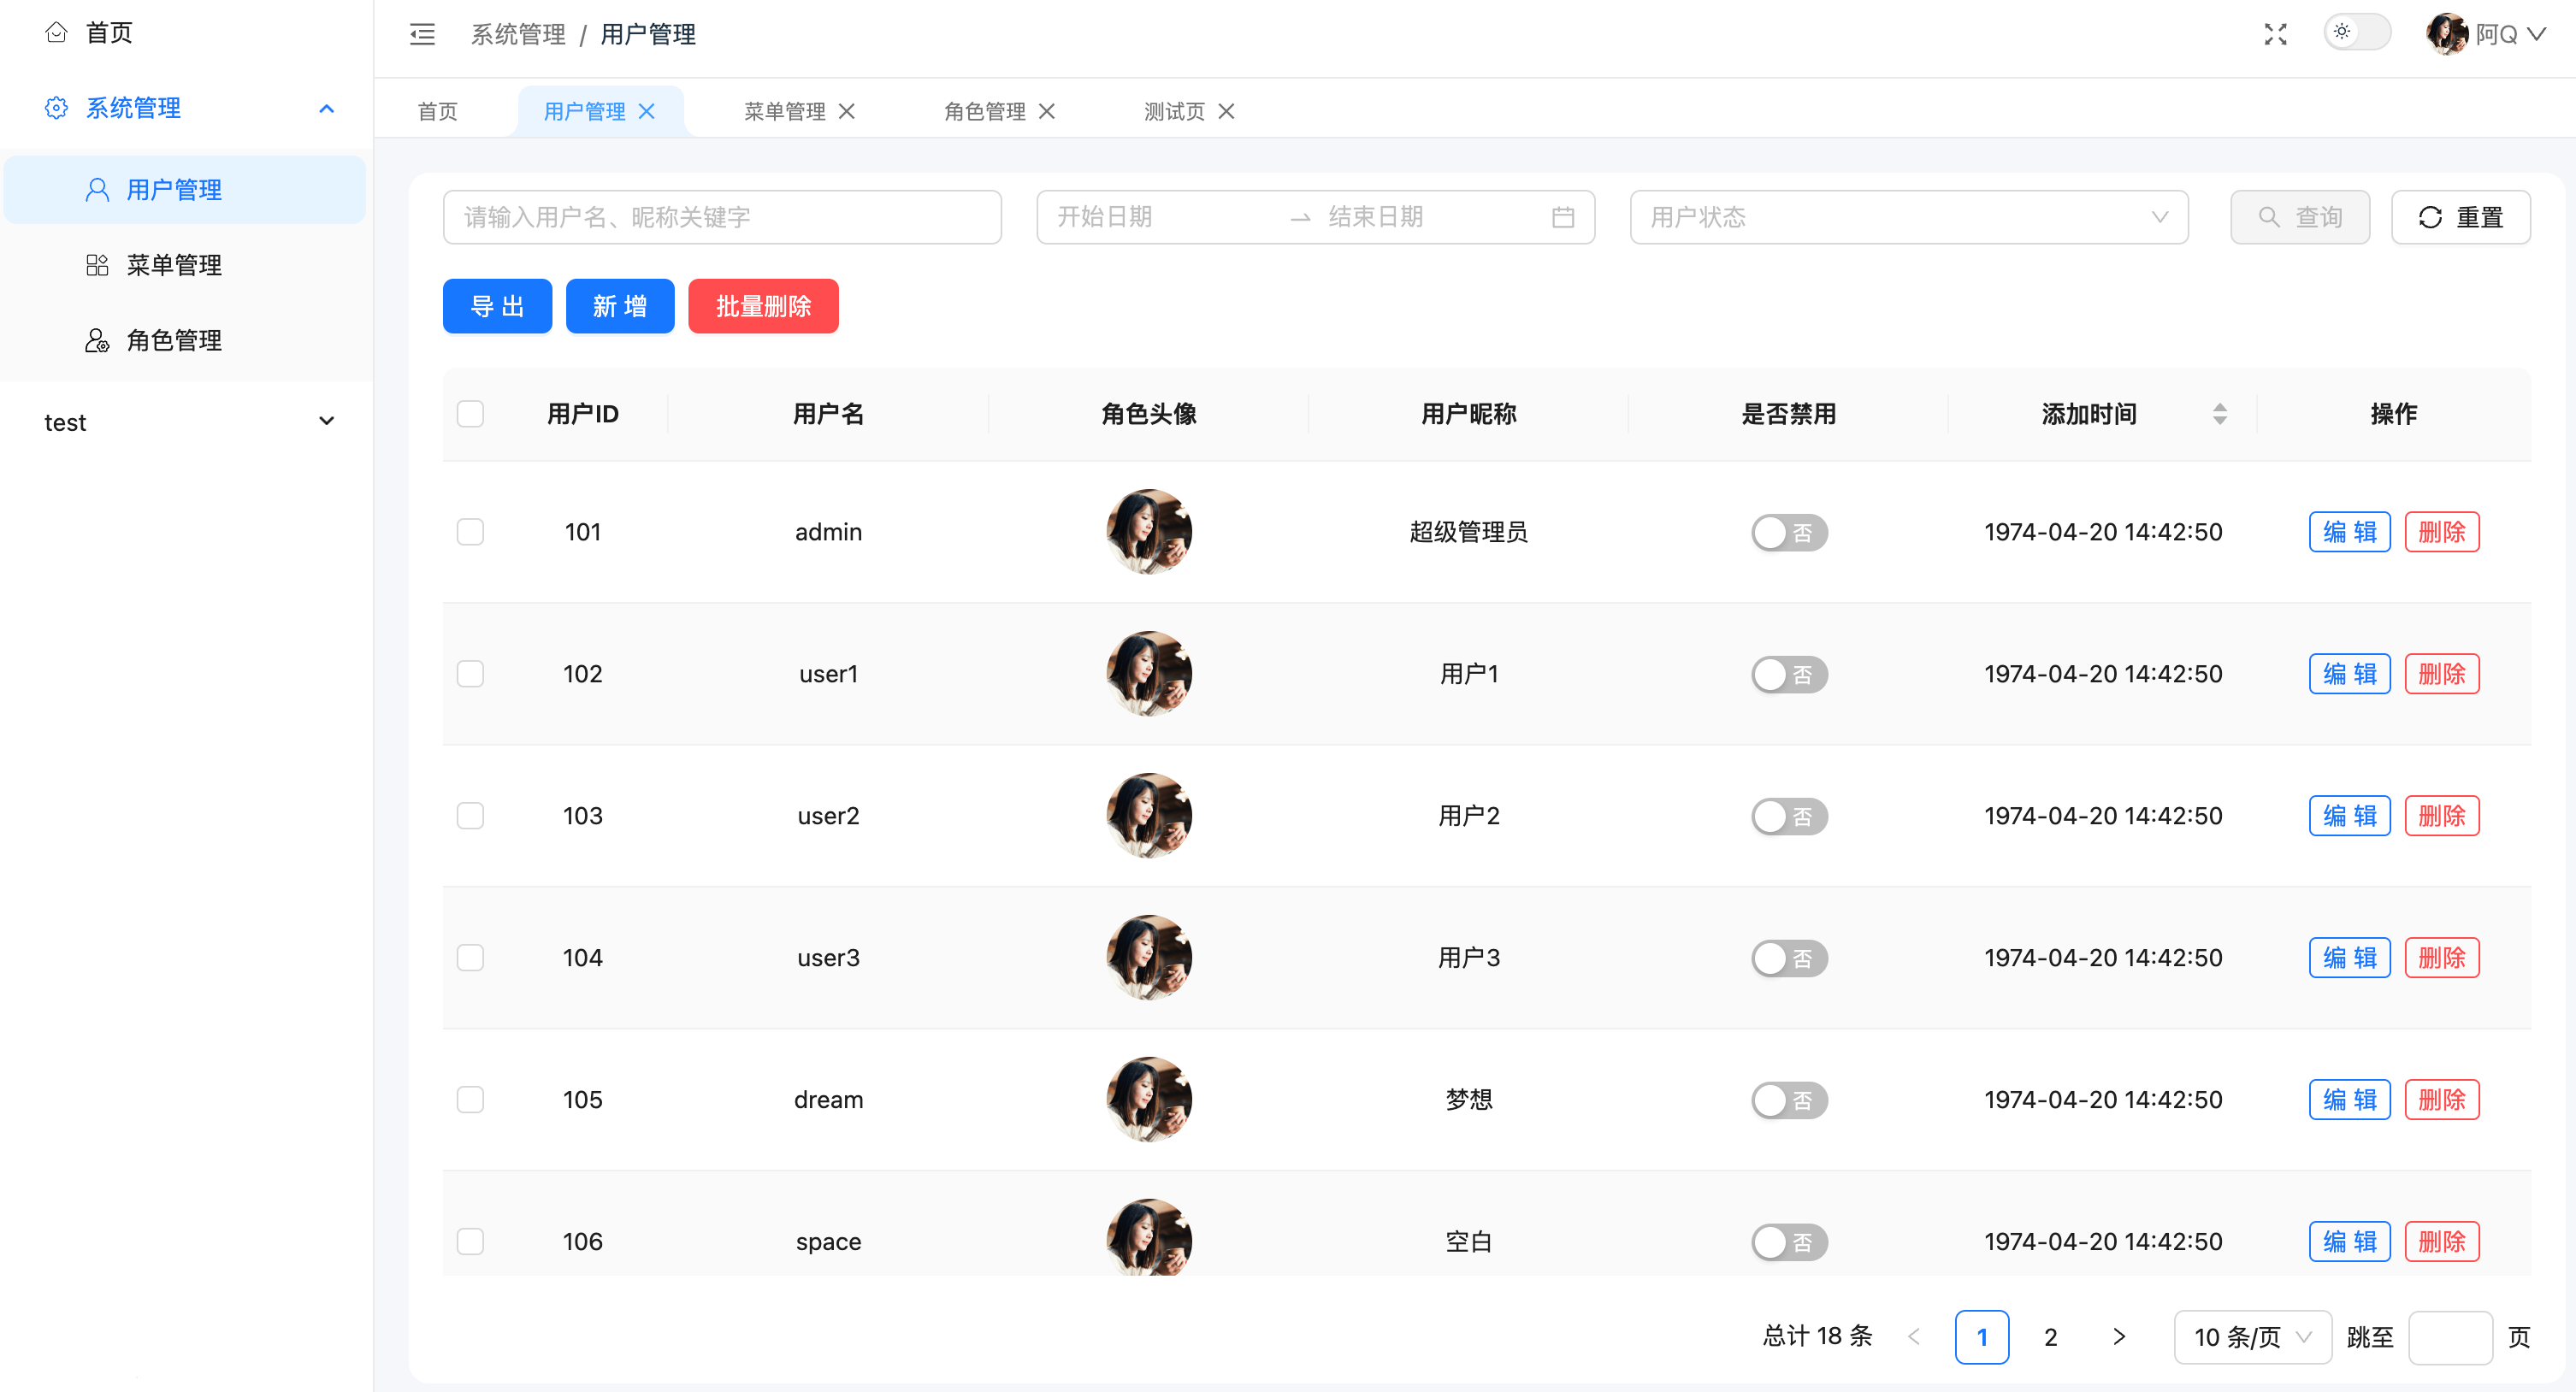 首页
系统管理
用户管理
菜单管理
角色管理
test
系统管理 / 用户管理
阿Q
首页 用户管理 菜单管理 角色管理 测试页
请输入用户名、昵称关键字 开始日期 结束日期 用户状态 查询 重置
导出 新增 批量删除
用户ID 用户名 角色头像 用户昵称 是否禁用 添加时间 操作
101 admin 超级管理员 否 1974-04-20 14:42:50 编辑 删除
102 user1 用户1 否 1974-04-20 14:42:50 编辑 删除
103 user2 用户2 否 1974-04-20 14:42:50 编辑 删除
104 user3 用户3 否 1974-04-20 14:42:50 编辑 删除
105 dream 梦想 否 1974-04-20 14:42:50 编辑 删除
106 space 空白 否 1974-04-20 14:42:50 编辑 删除
总计 18 条 1 2 10 条/页 跳至 页